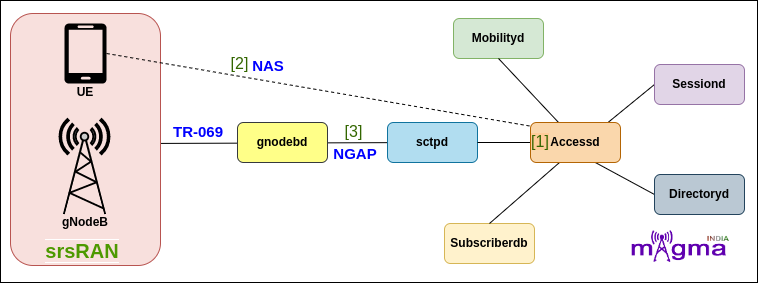 UE
gNodeB
srsRAN
TR-069
[2] NAS
gnodebd
[3]
NGAP
sctpd
Mobilityd
Sessiond
[1] Accessd
Directoryd
Subscriberdb
INDIA
magma